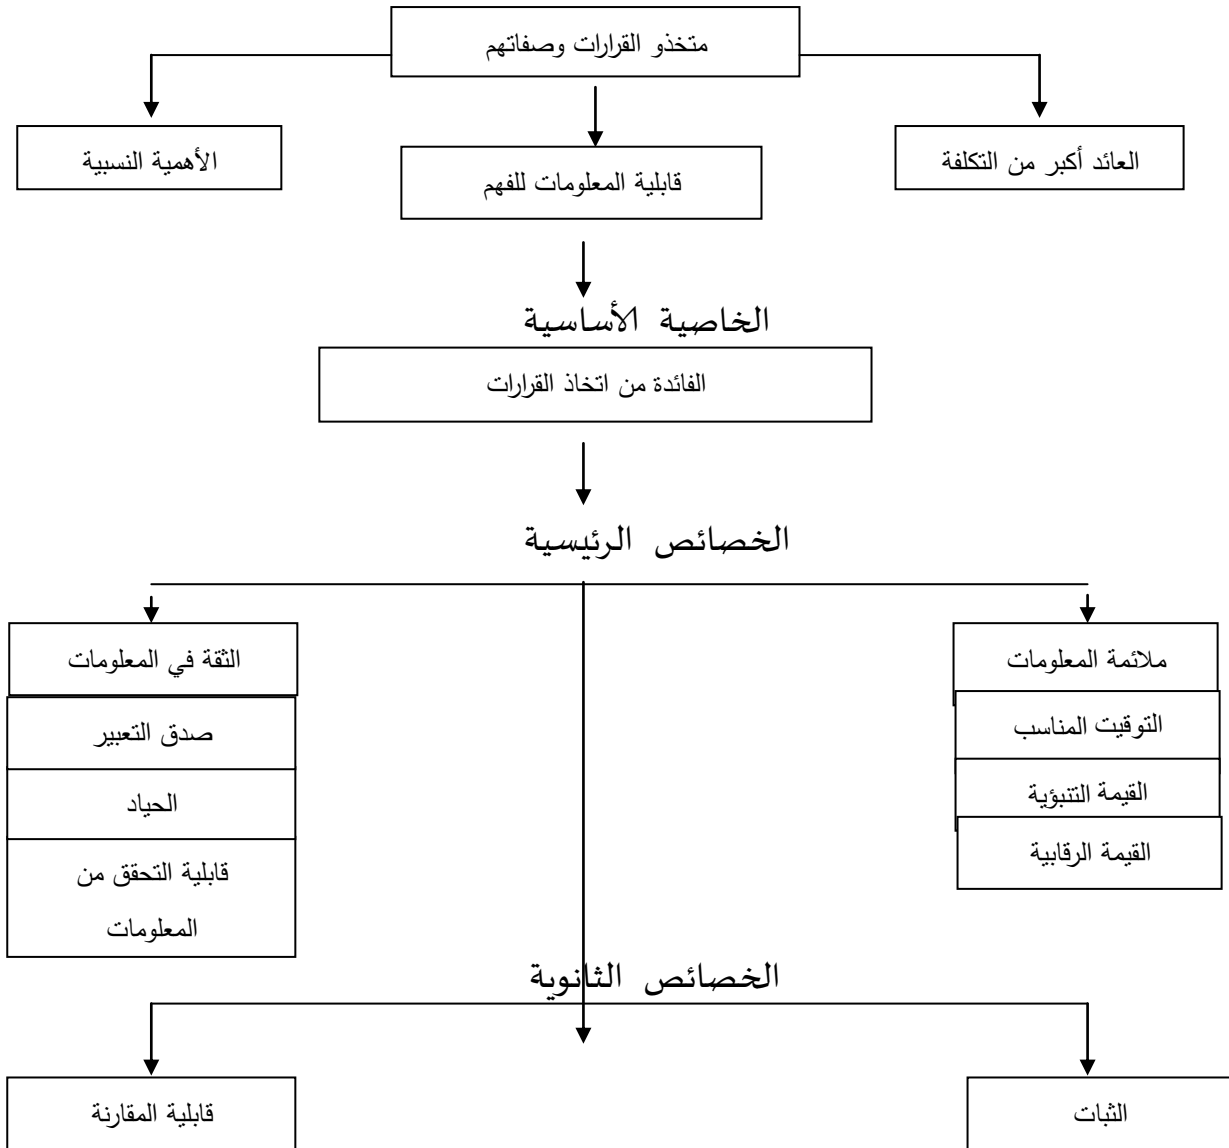 متخذو القرارات وصفاتهم
العائد أكبر من التكلفة
قابلية المعلومات للفهم
الأهمية النسبية
الخاصية الأساسية
الفائدة من اتخاذ القرارات
الخصائص الرئيسية
ملائمة المعلومات
التوقيت المناسب
القيمة التنبؤية
القيمة الرقابية
الثقة في المعلومات
صدق التعبير
الحياد
قابلية التحقق من
المعلومات
الخصائص الثانوية
الثبات
قابلية المقارنة